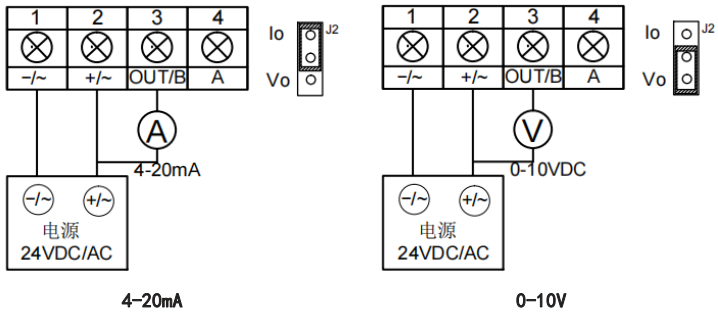 1 2 3 4
Io J2
−/~ +/~ OUT/B A
Vo
A
4-20mA
−/~ +/~
电源
24VDC/AC
4-20mA
1 2 3 4
Io J2
−/~ +/~ OUT/B A
Vo
V
0-10VDC
−/~ +/~
电源
24VDC/AC
0-10V